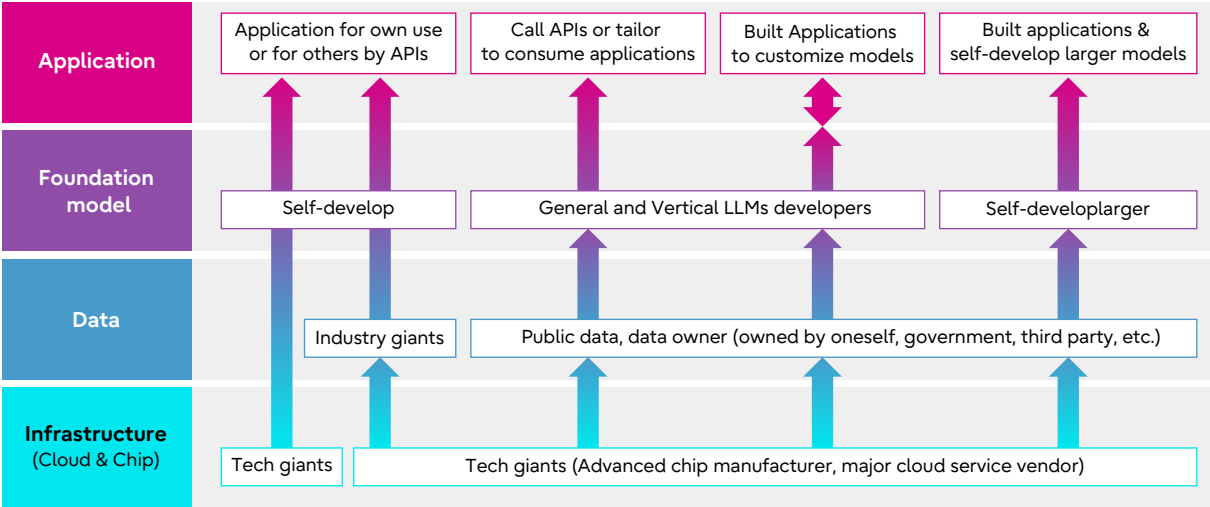 Application
Application for own use
or for others by APIs
Call APIs or tailor
to consume applications
Built Applications
to customize models
Built applications &
self-develop larger models
Foundation
model
Self-develop
General and Vertical LLMs developers
Self-developlarger
Data
Industry giants
Public data, data owner (owned by oneself, government, third party, etc.)
Infrastructure
(Cloud & Chip)
Tech giants
Tech giants (Advanced chip manufacturer, major cloud service vendor)